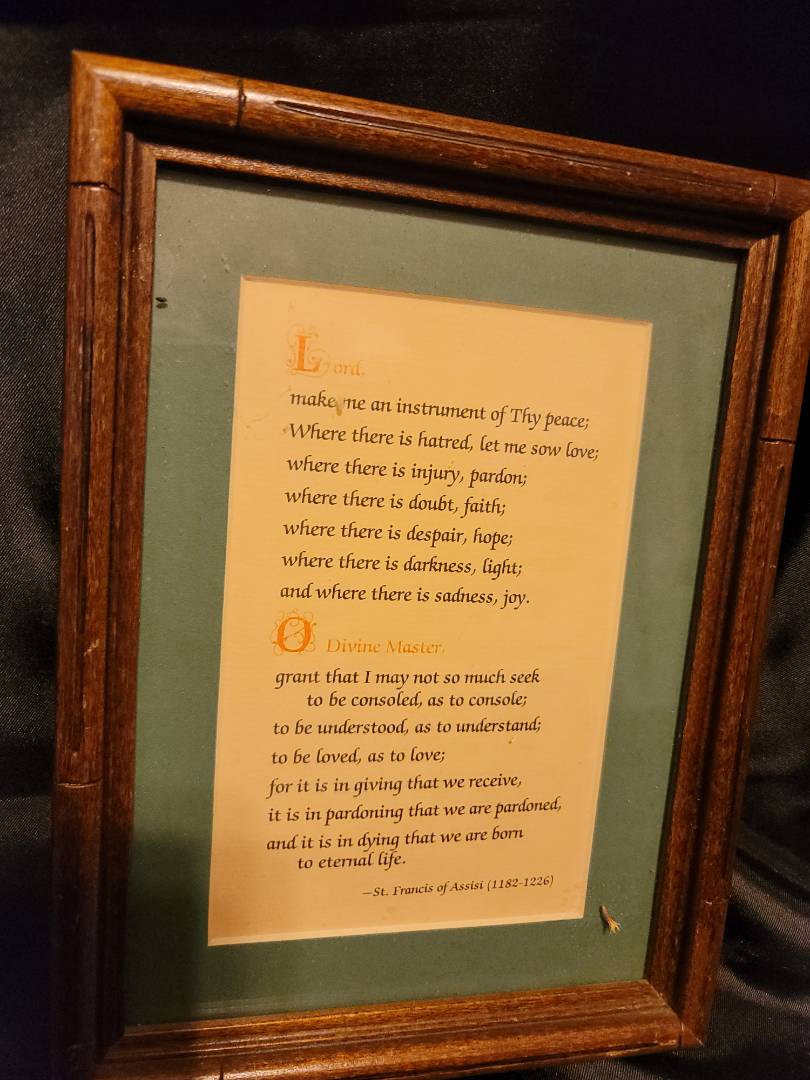 Lord,
make me an instrument of Thy peace;
Where there is hatred, let me sow love;
where there is injury, pardon;
where there is doubt, faith;
where there is despair, hope;
where there is darkness, light;
and where there is sadness, joy.
O Divine Master,
grant that I may not so much seek
to be consoled, as to console;
to be understood, as to understand;
to be loved, as to love;
for it is in giving that we receive,
it is in pardoning that we are pardoned,
and it is in dying that we are born
to eternal life.
—St. Francis of Assisi (1182-1226)